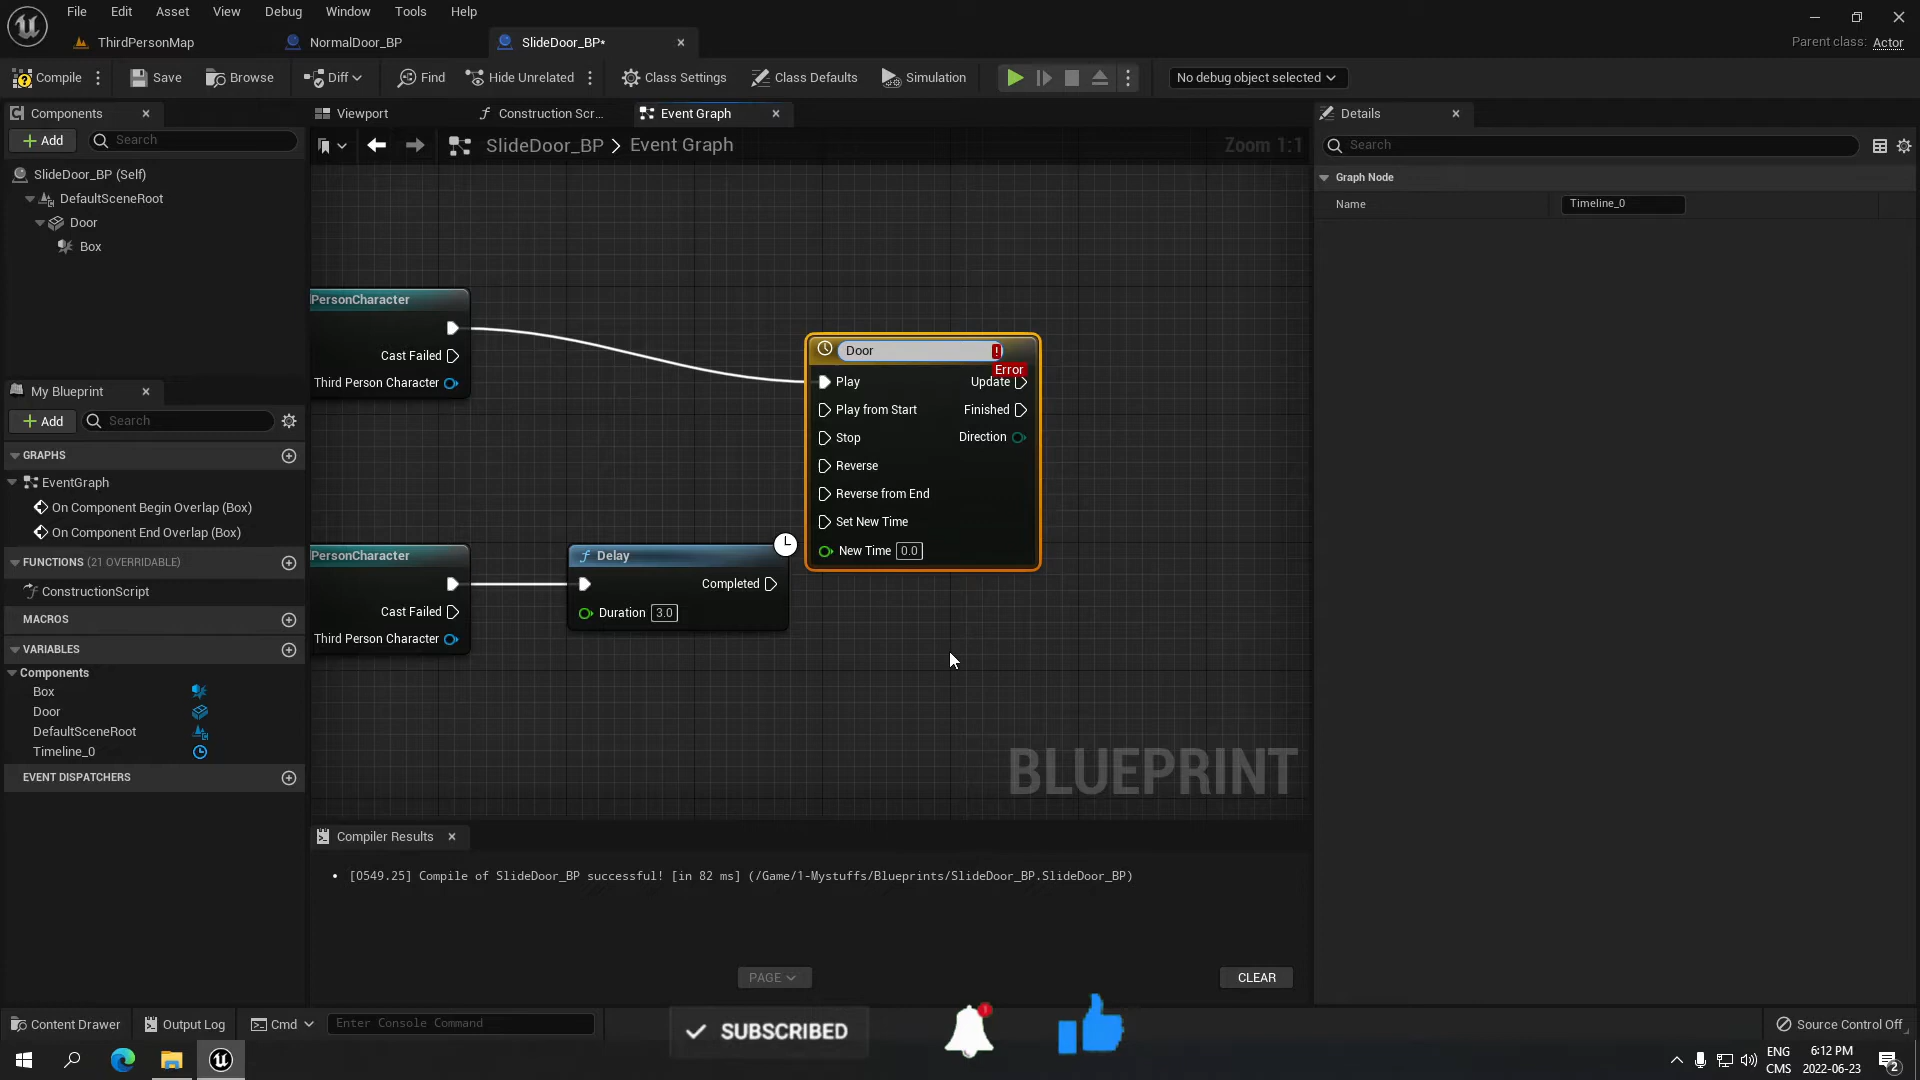 File Edit Asset View Debug Window Tools Help
ThirdPersonMap NormalDoor_BP SlideDoor_BP*
Parent class: Actor
Compile Save Browse Diff Find Hide Unrelated Class Settings Class Defaults Simulation No debug object selected
Components
Viewport Construction Scr... Event Graph
Details
Add Search
SlideDoor_BP > Event Graph
Zoom 1:1
Search
SlideDoor_BP (Self)
DefaultSceneRoot
Door
Box
Graph Node
Name Timeline_0
PersonCharacter
Cast Failed
Third Person Character
Door
!
Error
Play Update
Play from Start Finished
Stop Direction
Reverse
Reverse from End
Set New Time
New Time 0.0
PersonCharacter
Cast Failed
Third Person Character
Delay
Completed
Duration 3.0
My Blueprint
Add Search
GRAPHS
EventGraph
On Component Begin Overlap (Box)
On Component End Overlap (Box)
FUNCTIONS (21 OVERRIDABLE)
ConstructionScript
MACROS
VARIABLES
Components
Box
Door
DefaultSceneRoot
Timeline_0
EVENT DISPATCHERS
BLUEPRINT
Compiler Results
[0549.25] Compile of SlideDoor_BP successful! [in 82 ms] (/Game/1-Mystuffs/Blueprints/SlideDoor_BP.SlideDoor_BP)
PAGE CLEAR
Content Drawer Output Log Cmd Enter Console Command
SUBSCRIBED
Source Control Off
ENG
CMS
6:12 PM
2022-06-23
2